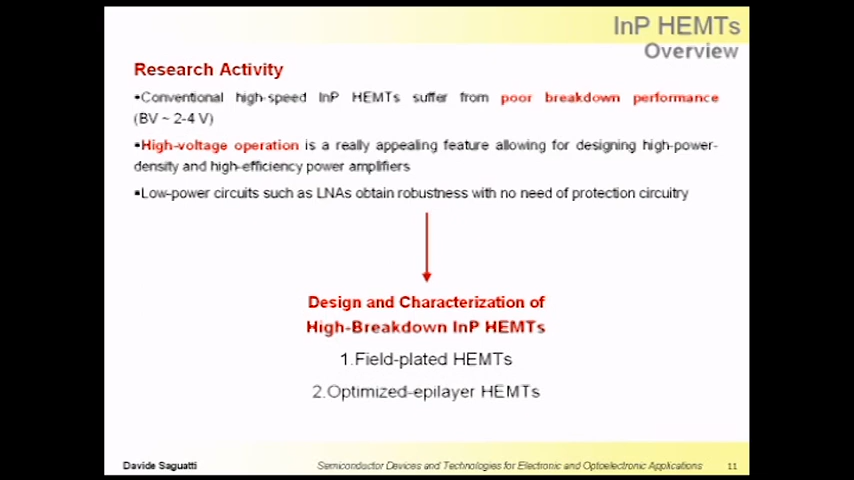 InP HEMTs
Overview
Research Activity
▪Conventional high-speed InP HEMTs suffer from poor breakdown performance
(BV ~ 2-4 V)
▪High-voltage operation is a really appealing feature allowing for designing high-power-
density and high-efficiency power amplifiers
▪Low-power circuits such as LNAs obtain robustness with no need of protection circuitry
Design and Characterization of
High-Breakdown InP HEMTs
1.Field-plated HEMTs
2.Optimized-epilayer HEMTs
Davide Saguatti
Semiconductor Devices and Technologies for Electronic and Optoelectronic Applications
11